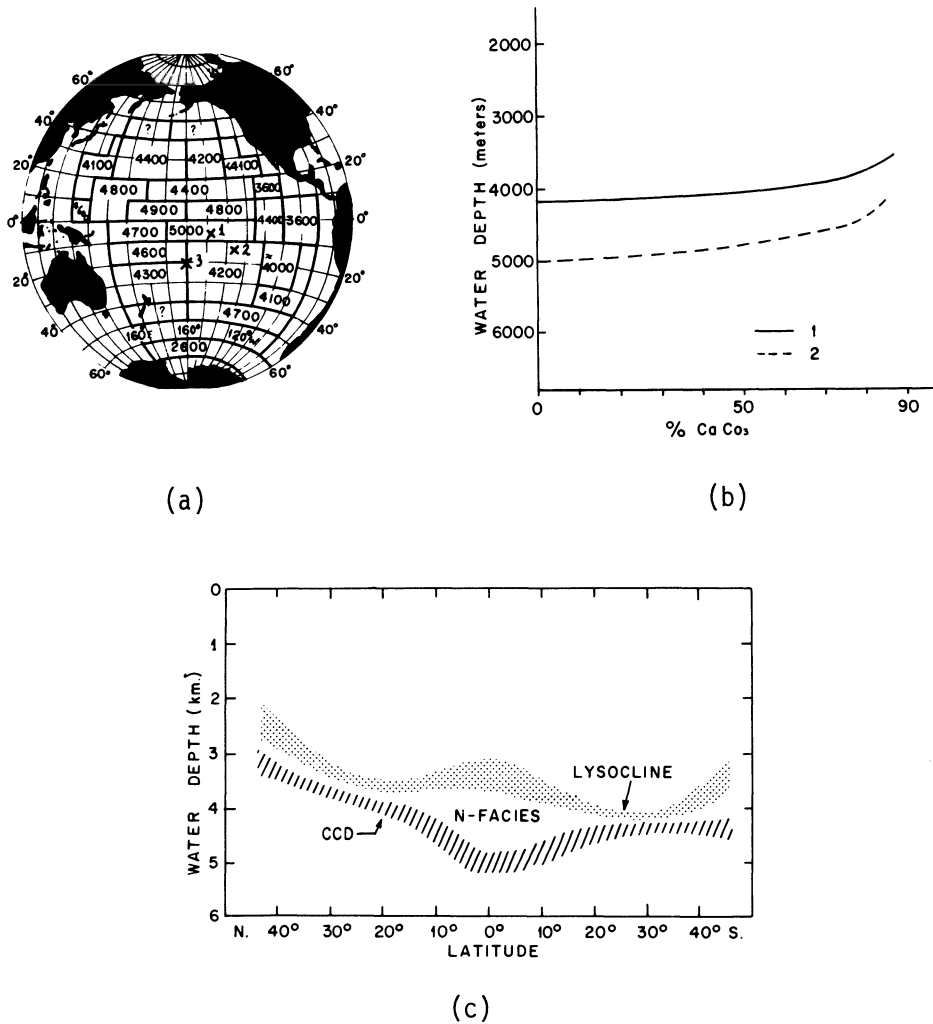 60° 60°
40° 40°
? ?
20° 4100 4400 4200 <4100 20°
4800 4400 3600
0° 4900 4800 4400 3600 0°
4700 5000 ×1
4600 ×2
×3 ≈ 4000
20° 4300 4200 20°
4100
? 4700
40° 40°
160°E 160° 120°W
60° 2600 60°
(a)
2000
3000
4000
5000
6000
WATER DEPTH (meters)
1
2
0 50 90
% CaCo₃
(b)
0
1
2
3
4
5
6
WATER DEPTH (km.)
LYSOCLINE
N-FACIES
CCD
N. 40° 30° 20° 10° 0° 10° 20° 30° 40° S.
LATITUDE
(c)